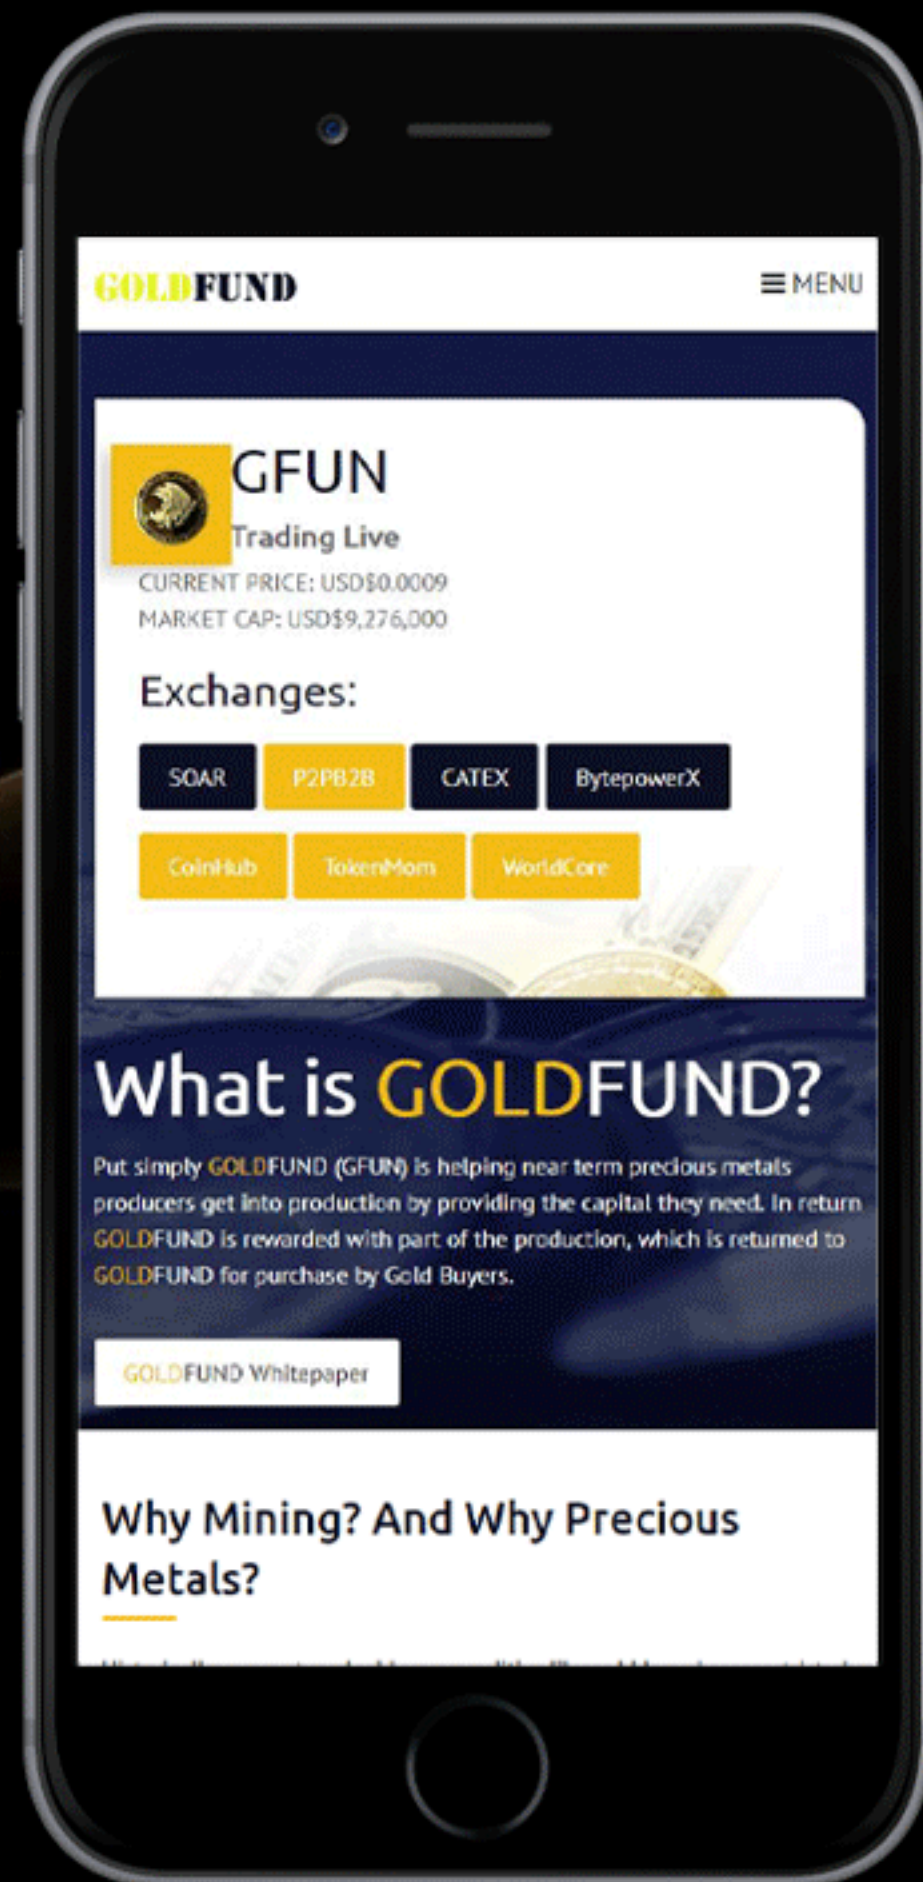 GOLDFUND
MENU
GFUN
Trading Live
CURRENT PRICE: USD$0.0009
MARKET CAP: USD$9,276,000
Exchanges:
SOAR P2PB2B CATEX BytepowerX
CoinHub TokenMom WorldCore
What is GOLDFUND?
Put simply GOLDFUND (GFUN) is helping near term precious metals
producers get into production by providing the capital they need. In return
GOLDFUND is rewarded with part of the production, which is returned to
GOLDFUND for purchase by Gold Buyers.
GOLDFUND Whitepaper
Why Mining? And Why Precious
Metals?